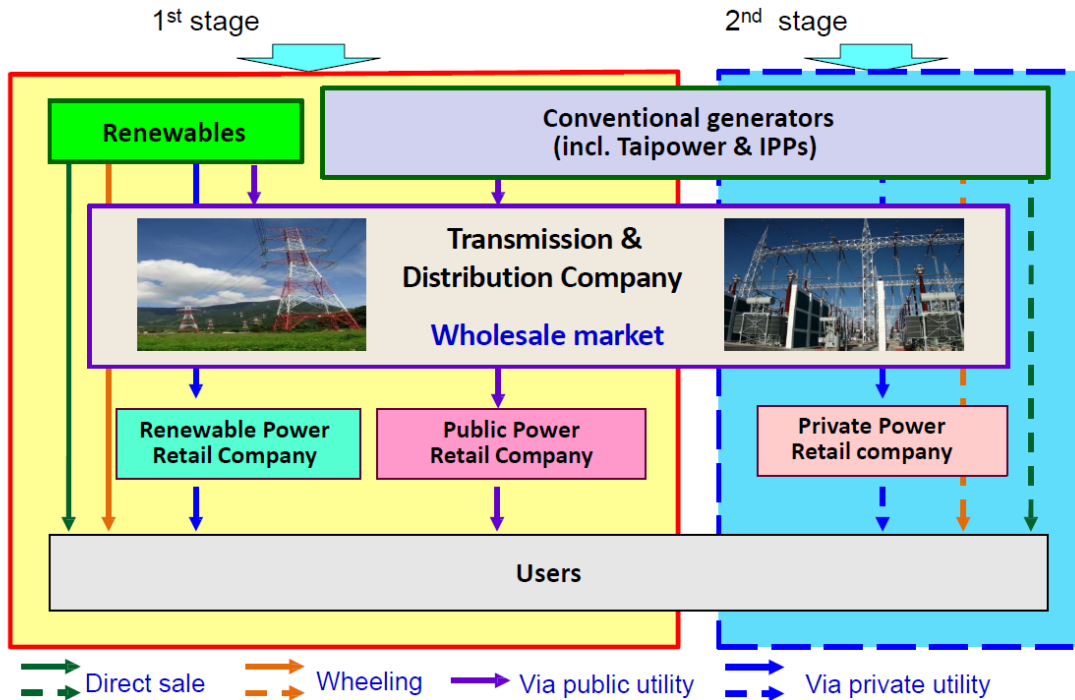 1st stage
2nd stage
Renewables
Conventional generators
(incl. Taipower & IPPs)
Transmission &
Distribution Company
Wholesale market
Renewable Power
Retail Company
Public Power
Retail Company
Private Power
Retail company
Users
Direct sale
Wheeling
Via public utility
Via private utility